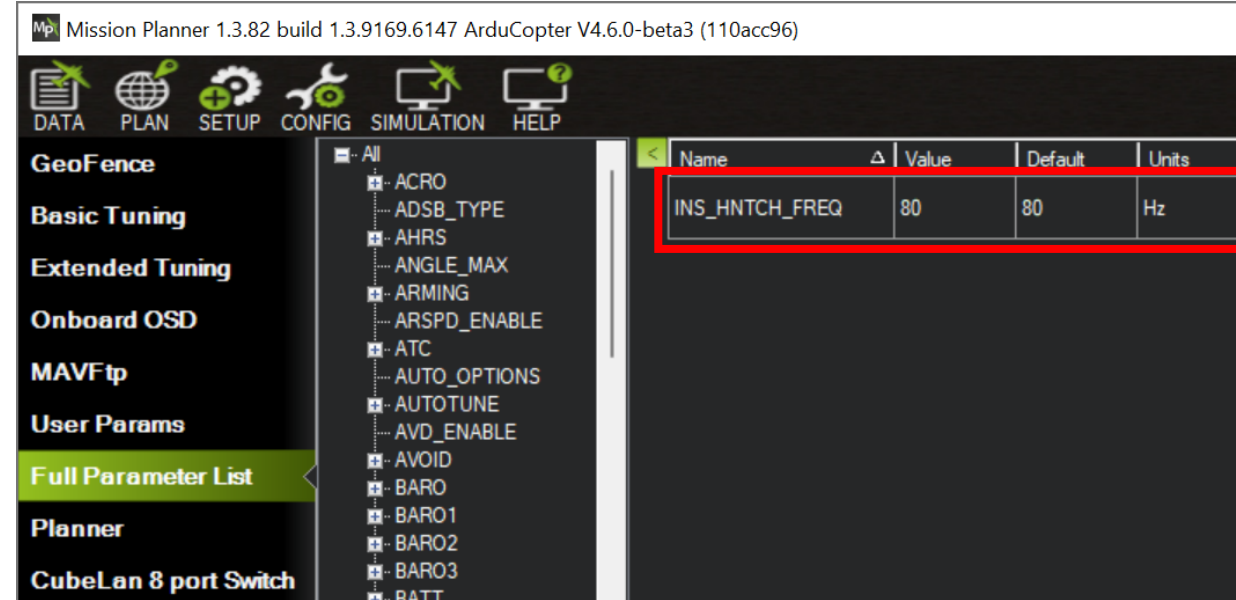 Mission Planner 1.3.82 build 1.3.9169.6147 ArduCopter V4.6.0-beta3 (110acc96)
DATA PLAN SETUP CONFIG SIMULATION HELP
GeoFence
Basic Tuning
Extended Tuning
Onboard OSD
MAVFtp
User Params
Full Parameter List
Planner
CubeLan 8 port Switch
All
ACRO
ADSB_TYPE
AHRS
ANGLE_MAX
ARMING
ARSPD_ENABLE
ATC
AUTO_OPTIONS
AUTOTUNE
AVD_ENABLE
AVOID
BARO
BARO1
BARO2
BARO3
BATT
< Name Value Default Units
INS_HNTCH_FREQ 80 80 Hz